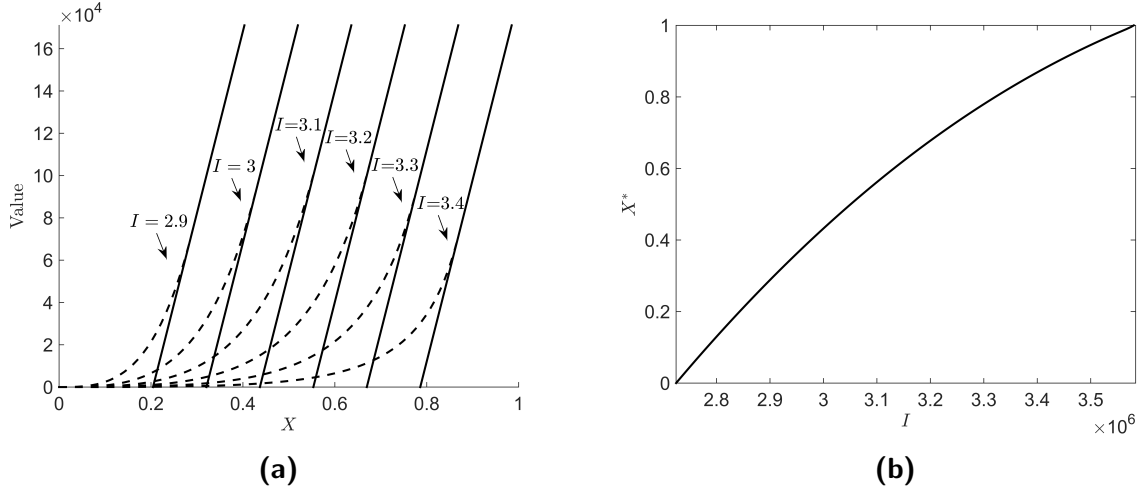 ×10⁴
16
14
12
10
8
6
4
2
0
Value
I = 2.9
I = 3
I=3.1
I=3.2
I=3.3
I=3.4
0 0.2 0.4 0.6 0.8 1
X
(a)
1
0.8
0.6
0.4
0.2
0
X*
2.8 2.9 3 3.1 3.2 3.3 3.4 3.5
×10⁶
I
(b)